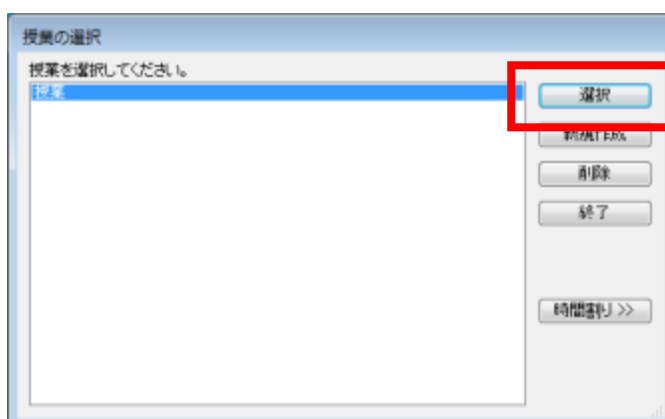 授業の選択
授業を選択してください。
授業
選択
新規作成
削除
終了
時間割り >>